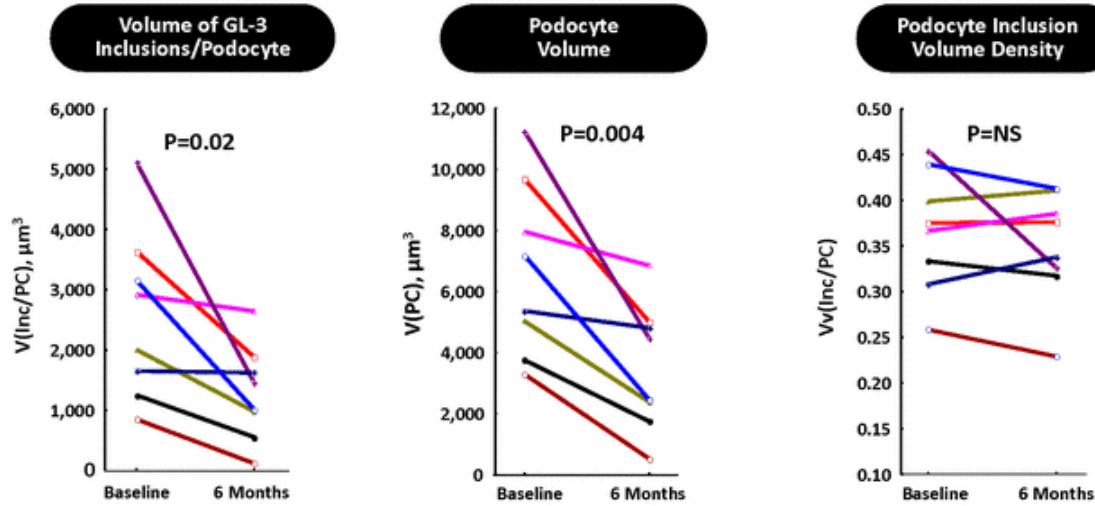 Volume of GL-3
Inclusions/Podocyte
Podocyte
Volume
Podocyte Inclusion
Volume Density
V(Inc/PC), µm³
6,000
5,000
4,000
3,000
2,000
1,000
0
P=0.02
Baseline
6 Months
V(PC), µm³
12,000
10,000
8,000
6,000
4,000
2,000
0
P=0.004
Baseline
6 Months
Vv(Inc/PC)
0.50
0.45
0.40
0.35
0.30
0.25
0.20
0.15
0.10
P=NS
Baseline
6 Months